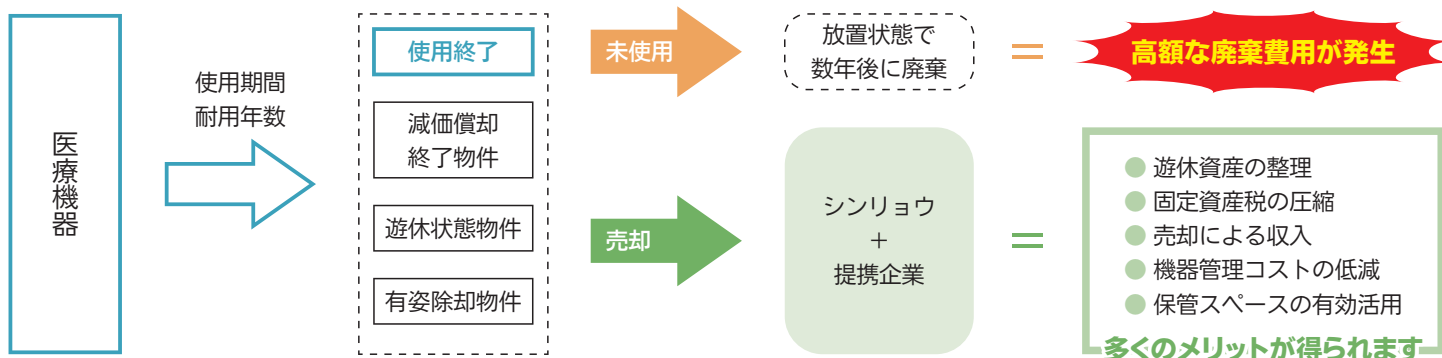 医療機器
使用期間
耐用年数
使用終了
減価償却
終了物件
遊休状態物件
有姿除却物件
未使用
放置状態で
数年後に廃棄
＝
高額な廃棄費用が発生
売却
シンリョウ
＋
提携企業
＝
● 遊休資産の整理
● 固定資産税の圧縮
● 売却による収入
● 機器管理コストの低減
● 保管スペースの有効活用
多くのメリットが得られます